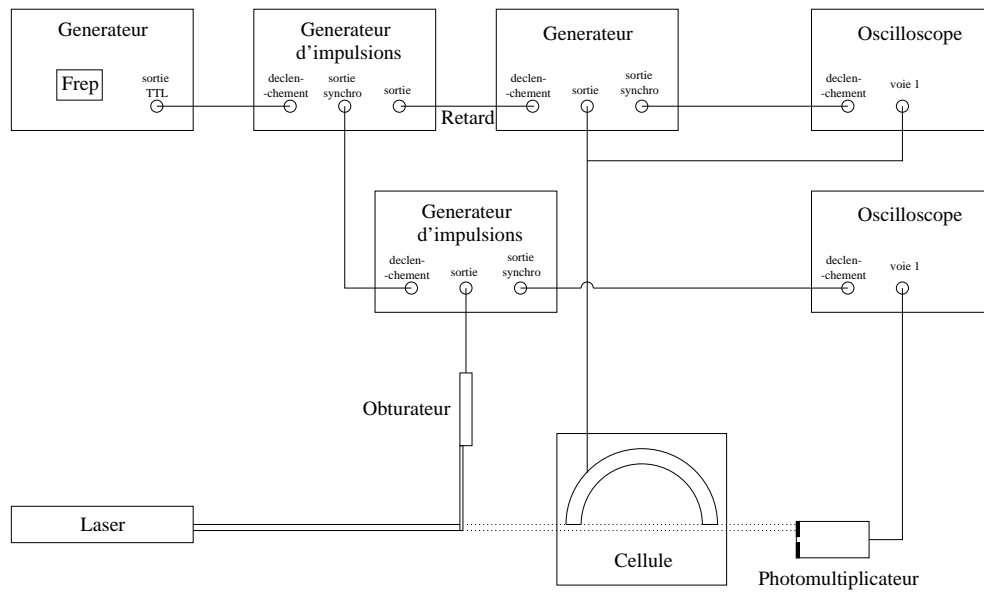 Generateur
Frep
sortie
TTL
Generateur
d'impulsions
declen-
-chement
sortie
synchro
sortie
Retard
Generateur
declen-
-chement
sortie
sortie
synchro
Oscilloscope
declen-
-chement
voie 1
Generateur
d'impulsions
declen-
-chement
sortie
sortie
synchro
Oscilloscope
declen-
-chement
voie 1
Obturateur
Laser
Cellule
Photomultiplicateur